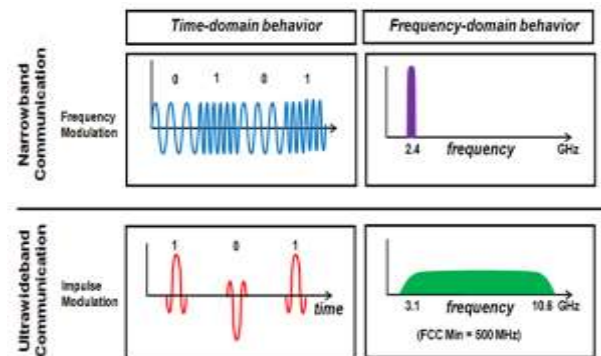 Time-domain behavior
Frequency-domain behavior
Narrowband
Communication
Frequency
Modulation
0 1 0 1
2.4 frequency GHz
Ultrawideband
Communication
Impulse
Modulation
1 0 1
time
3.1 frequency 10.6 GHz
(FCC Min = 500 MHz)